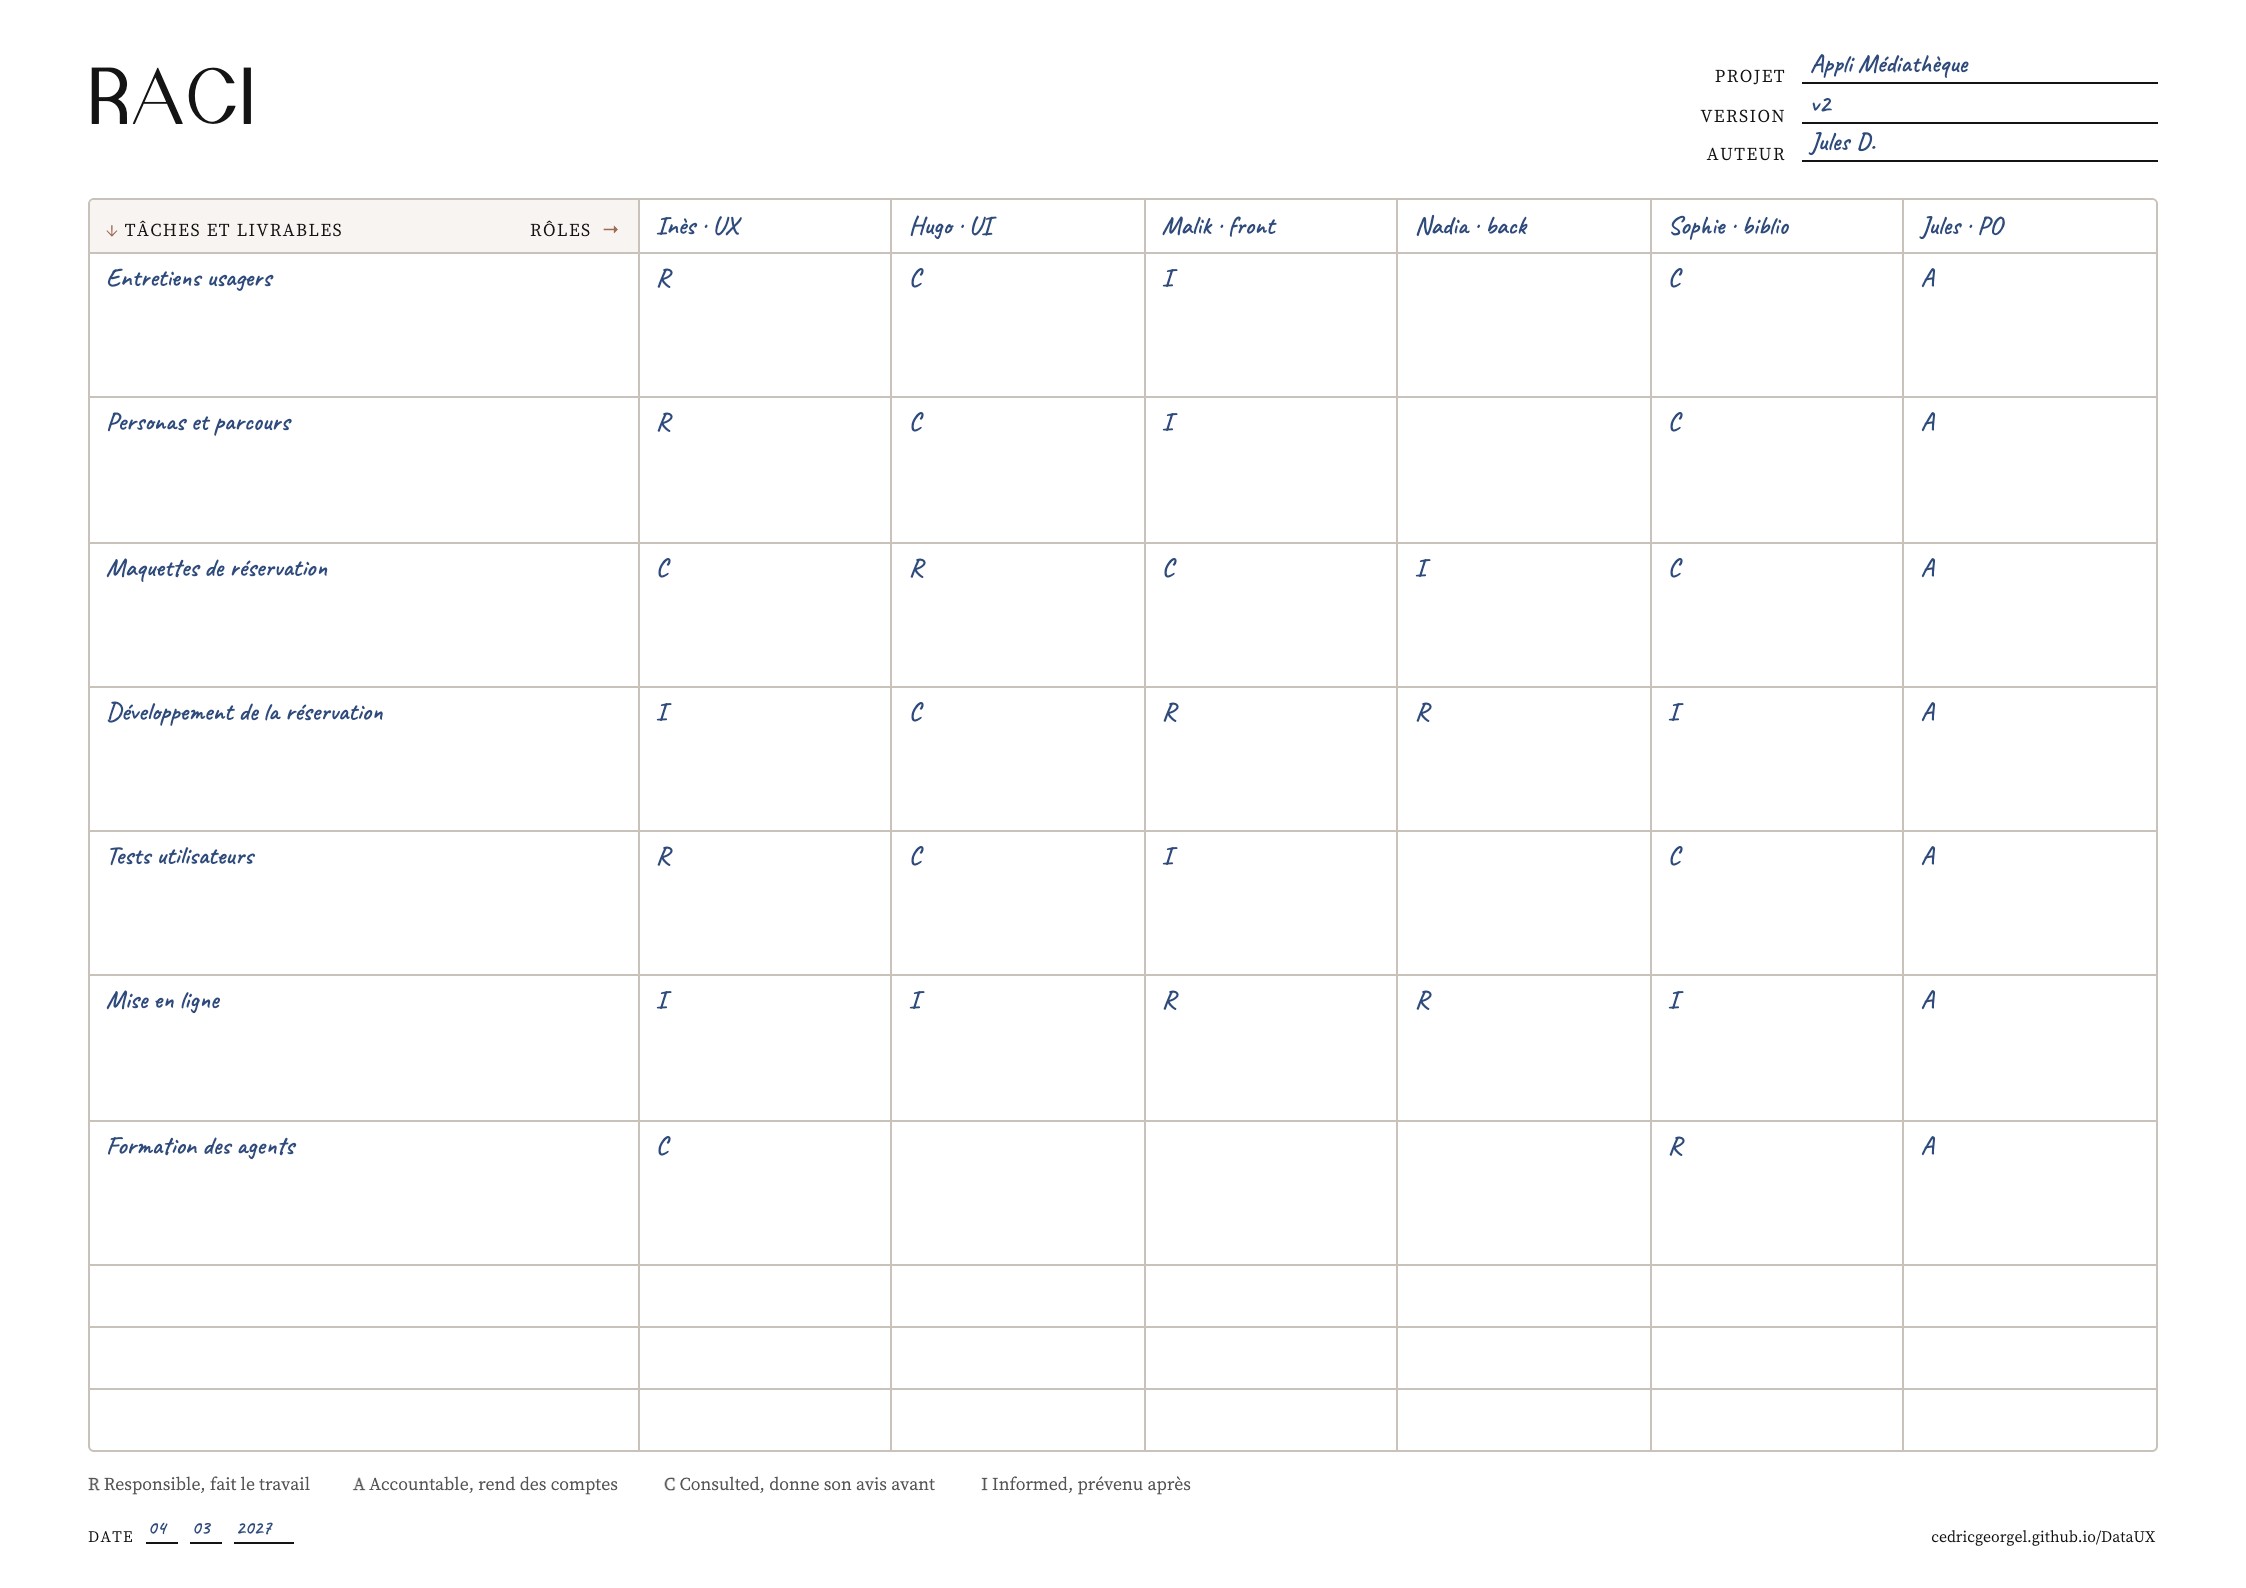 RACI
PROJET Appli Médiathèque
VERSION v2
AUTEUR Jules D.
↓ TÂCHES ET LIVRABLES RÔLES → Inès · UX Hugo · UI Malik · front Nadia · back Sophie · biblio Jules · PO
Entretiens usagers R C I C A
Personas et parcours R C I C A
Maquettes de réservation C R C I C A
Développement de la réservation I C R R I A
Tests utilisateurs R C I C A
Mise en ligne I I R R I A
Formation des agents C R A
R Responsible, fait le travail A Accountable, rend des comptes C Consulted, donne son avis avant I Informed, prévenu après
DATE 04 03 2027 cedricgeorgel.github.io/DataUX